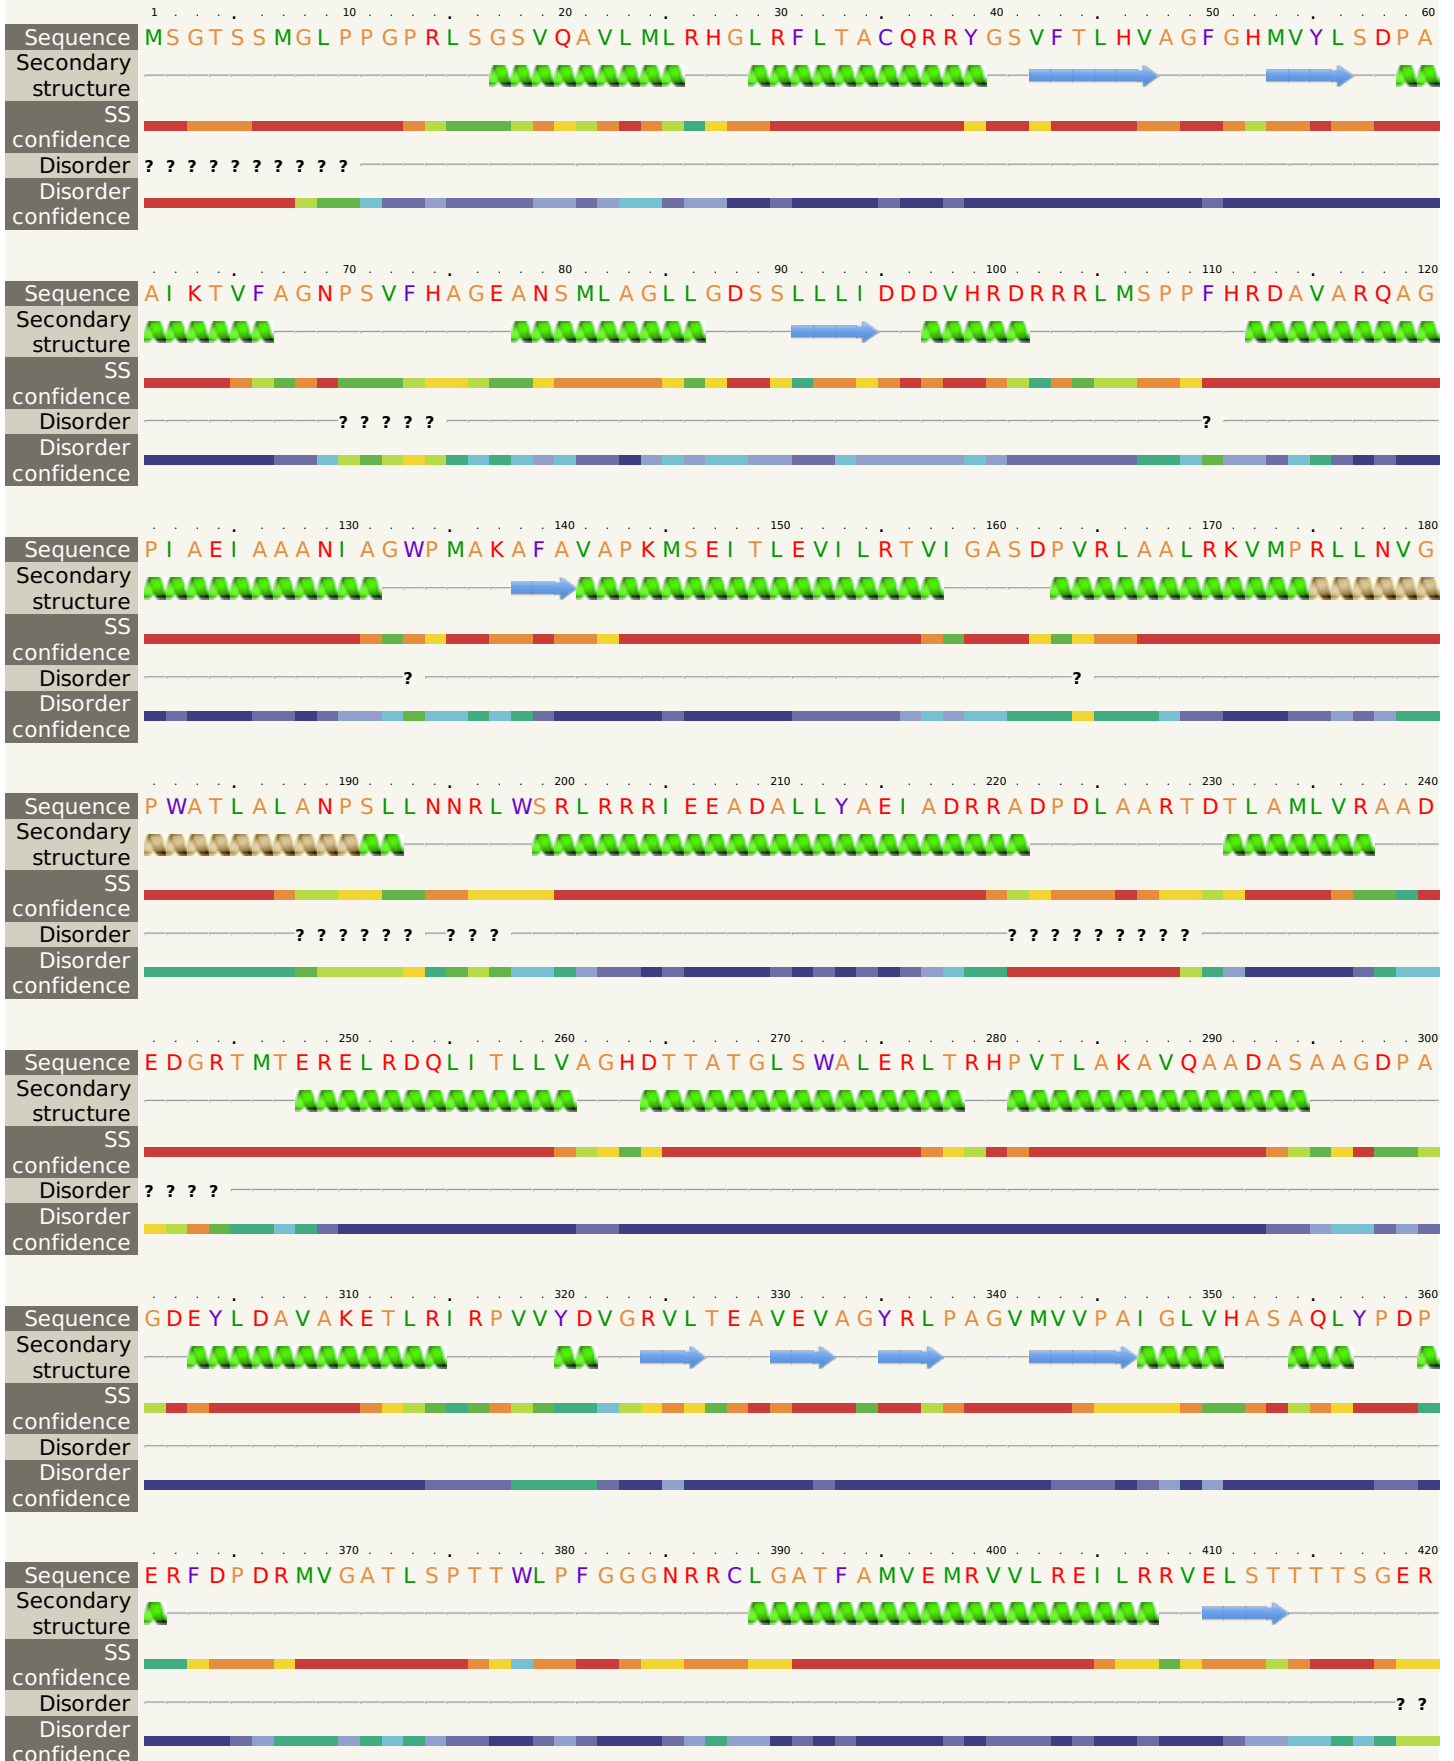 1 . . . . . . . . 10 . . . . . . . . . 20 . . . . . . . . . 30 . . . . . . . . . 40 . . . . . . . . . 50 . . . . . . . . . 60
Sequence MSGTSSMGLPPGPRLSGSVQAVLMLRHGLRFLTACQRRYGSVFTLHVAGFGHMVYLSDPA
Secondary
structure
SS
confidence
Disorder ? ? ? ? ? ? ? ? ? ?
Disorder
confidence
. . . . . . . . . 70 . . . . . . . . . 80 . . . . . . . . . 90 . . . . . . . . . 100 . . . . . . . . . 110 . . . . . . . . . 120
Sequence AIKTVFAGNPSVFHAGEANSMLAGLLGDSSLLLIDDDVHRDRRRLMSPPFHRDAVARQAG
Secondary
structure
SS
confidence
Disorder ? ? ? ? ? ?
Disorder
confidence
. . . . . . . . . 130 . . . . . . . . . 140 . . . . . . . . . 150 . . . . . . . . . 160 . . . . . . . . . 170 . . . . . . . . . 180
Sequence PIAEIAAANIAGWPMAKAFAVAPKMSEITLEVILRTVIGASDPVRLAALRKVMPRLLNVG
Secondary
structure
SS
confidence
Disorder ? ?
Disorder
confidence
. . . . . . . . . 190 . . . . . . . . . 200 . . . . . . . . . 210 . . . . . . . . . 220 . . . . . . . . . 230 . . . . . . . . . 240
Sequence PWATLALANPSLLNNRLWSRLRRRIEEADALLYAEIADRRADPDLAARTDTLAMLVRAAD
Secondary
structure
SS
confidence
Disorder ? ? ? ? ? ? ? ? ? ? ? ? ? ? ? ? ? ?
Disorder
confidence
. . . . . . . . . 250 . . . . . . . . . 260 . . . . . . . . . 270 . . . . . . . . . 280 . . . . . . . . . 290 . . . . . . . . . 300
Sequence EDGRTMTERELRDQLITLLVAGHDTTATGLSWALERLTRHPVTLAKAVQAADASAAGDPA
Secondary
structure
SS
confidence
Disorder ? ? ? ?
Disorder
confidence
. . . . . . . . . 310 . . . . . . . . . 320 . . . . . . . . . 330 . . . . . . . . . 340 . . . . . . . . . 350 . . . . . . . . . 360
Sequence GDEYLDAVAKETLRIRPVVYDVGRVLTEAVEVAGYRLPAGVMVVPAIGLVHASAQLYPDP
Secondary
structure
SS
confidence
Disorder
Disorder
confidence
. . . . . . . . . 370 . . . . . . . . . 380 . . . . . . . . . 390 . . . . . . . . . 400 . . . . . . . . . 410 . . . . . . . . . 420
Sequence ERFDPDRMVGATLSPTTWLPFGGGNRRCLGATFAMVEMRVVLREILRRVELSTTTTSGER
Secondary
structure
SS
confidence
Disorder ? ?
Disorder
confidence